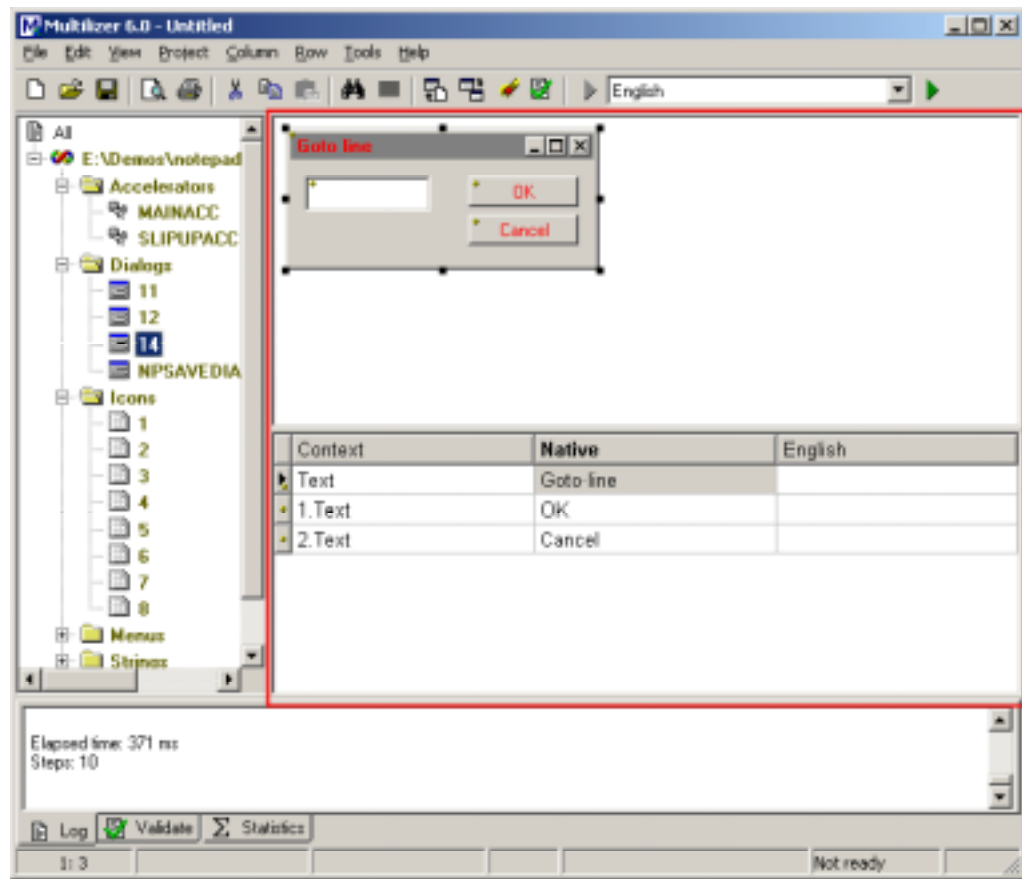 Multilizer 6.0 - Untitled
File Edit View Project Column Row Tools Help
English
All
E:\Demos\notepad
Accelerators
MAINACC
SLIPUPACC
Dialogs
11
12
14
NPSAVEDIA
Icons
1
2
3
4
5
6
7
8
Menus
Strings
Goto line
OK
Cancel
Context Native English
Text Goto line
1.Text OK
2.Text Cancel
Elapsed time: 371 ms
Steps: 10
Log Validate Σ Statistics
1: 3 Not ready